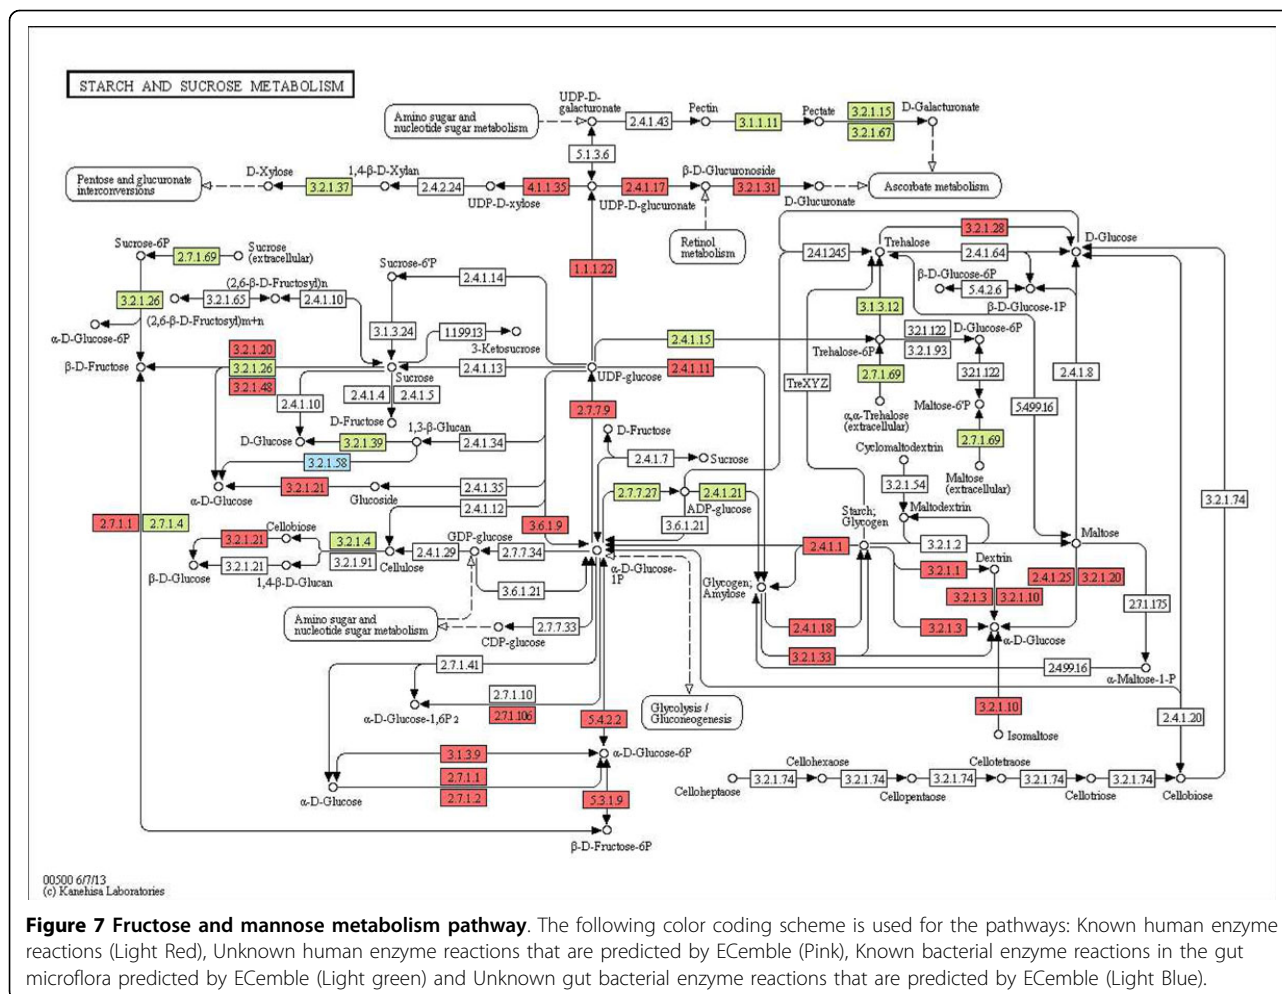 STARCH AND SUCROSE METABOLISM
UDP-D-
galacturonate
Amino sugar and
nucleotide sugar metabolism
2.4.1.43
Pectin
3.1.1.11
Pectate
3.2.1.15
3.2.1.67
D-Galacturonate
5.1.3.6
Pentose and glucuronate
interconversions
D-Xylose
3.2.1.37
1,4-β-D-Xylan
2.4.2.24
UDP-D-xylose
4.1.1.35
2.4.1.17
UDP-D-glucuronate
β-D-Glucuronoside
3.2.1.31
D-Glucuronate
Ascorbate metabolism
Retinol
metabolism
1.1.1.22
Sucrose-6P
2.7.1.69
Sucrose
(extracellular)
3.2.1.26
(2,6-β-D-Fructosyl)n
3.2.1.65
2.4.1.10
(2,6-β-D-Fructosyl)m+n
α-D-Glucose-6P
Sucrose-6'P
2.4.1.14
3.1.3.24
1.1.99.13
3-Ketosucrose
β-D-Fructose
3.2.1.20
3.2.1.26
3.2.1.48
Sucrose
2.4.1.13
UDP-glucose
2.4.1.15
2.4.1.11
2.4.1.10
2.4.1.4
2.4.1.5
D-Fructose
2.7.7.9
D-Glucose
3.2.1.39
1,3-β-Glucan
2.4.1.34
3.2.1.58
α-D-Glucose
3.2.1.21
Glucoside
2.4.1.35
2.4.1.12
D-Fructose
2.4.1.7
Sucrose
2.7.7.27
ADP-glucose
2.4.1.21
3.6.1.21
3.6.1.9
2.7.1.1
2.7.1.4
Cellobiose
3.2.1.21
3.2.1.4
β-D-Glucose
3.2.1.21
1,4-β-D-Glucan
3.2.1.91
Cellulose
2.4.1.29
GDP-glucose
2.7.7.34
α-D-Glucose-
1P
3.6.1.21
Amino sugar and
nucleotide sugar metabolism
CDP-glucose
2.7.7.33
2.7.1.41
2.7.1.10
2.7.1.106
α-D-Glucose-1,6P2
5.4.2.2
Glycolysis /
Gluconeogenesis
3.1.3.9
α-D-Glucose-6P
2.7.1.1
2.7.1.2
α-D-Glucose
5.3.1.9
β-D-Fructose-6P
2.4.1.245
Trehalose
3.2.1.28
2.4.1.64
D-Glucose
β-D-Glucose-6P
5.4.2.6
β-D-Glucose-1P
3.1.3.12
Trehalose-6P
3.2.1.122
3.2.1.93
D-Glucose-6P
2.7.1.69
α,α-Trehalose
(extracellular)
TreXYZ
3.2.1.122
Maltose-6'P
2.7.1.69
Maltose
(extracellular)
5.4.99.16
2.4.1.8
Cyclomaltodextrin
3.2.1.54
Maltodextrin
3.2.1.2
Maltose
3.2.1.74
Starch;
Glycogen
2.4.1.1
Glycogen;
Amylose
3.2.1.1
Dextrin
3.2.1.3
3.2.1.10
2.4.1.25
3.2.1.20
2.7.1.175
2.4.1.18
3.2.1.3
α-D-Glucose
3.2.1.33
2.4.99.16
α-Maltose-1-P
3.2.1.10
Isomaltose
2.4.1.20
Celloheptaose
3.2.1.74
Cellohexaose
3.2.1.74
Cellopentaose
3.2.1.74
Cellotetraose
3.2.1.74
Cellotriose
3.2.1.74
Cellobiose
00500 6/7/13
(c) Kanehisa Laboratories
Figure 7 Fructose and mannose metabolism pathway. The following color coding scheme is used for the pathways: Known human enzyme
reactions (Light Red), Unknown human enzyme reactions that are predicted by ECemble (Pink), Known bacterial enzyme reactions in the gut
microflora predicted by ECemble (Light green) and Unknown gut bacterial enzyme reactions that are predicted by ECemble (Light Blue).